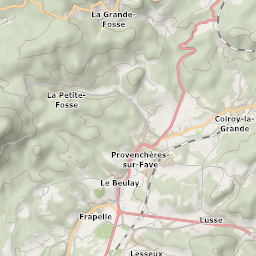 La Grande-
Fosse
La Petite-
Fosse
Colroy-la-
Grande
Provenchères-
sur-Fave
Le Beulay
Frapelle
Lusse
Lesseux